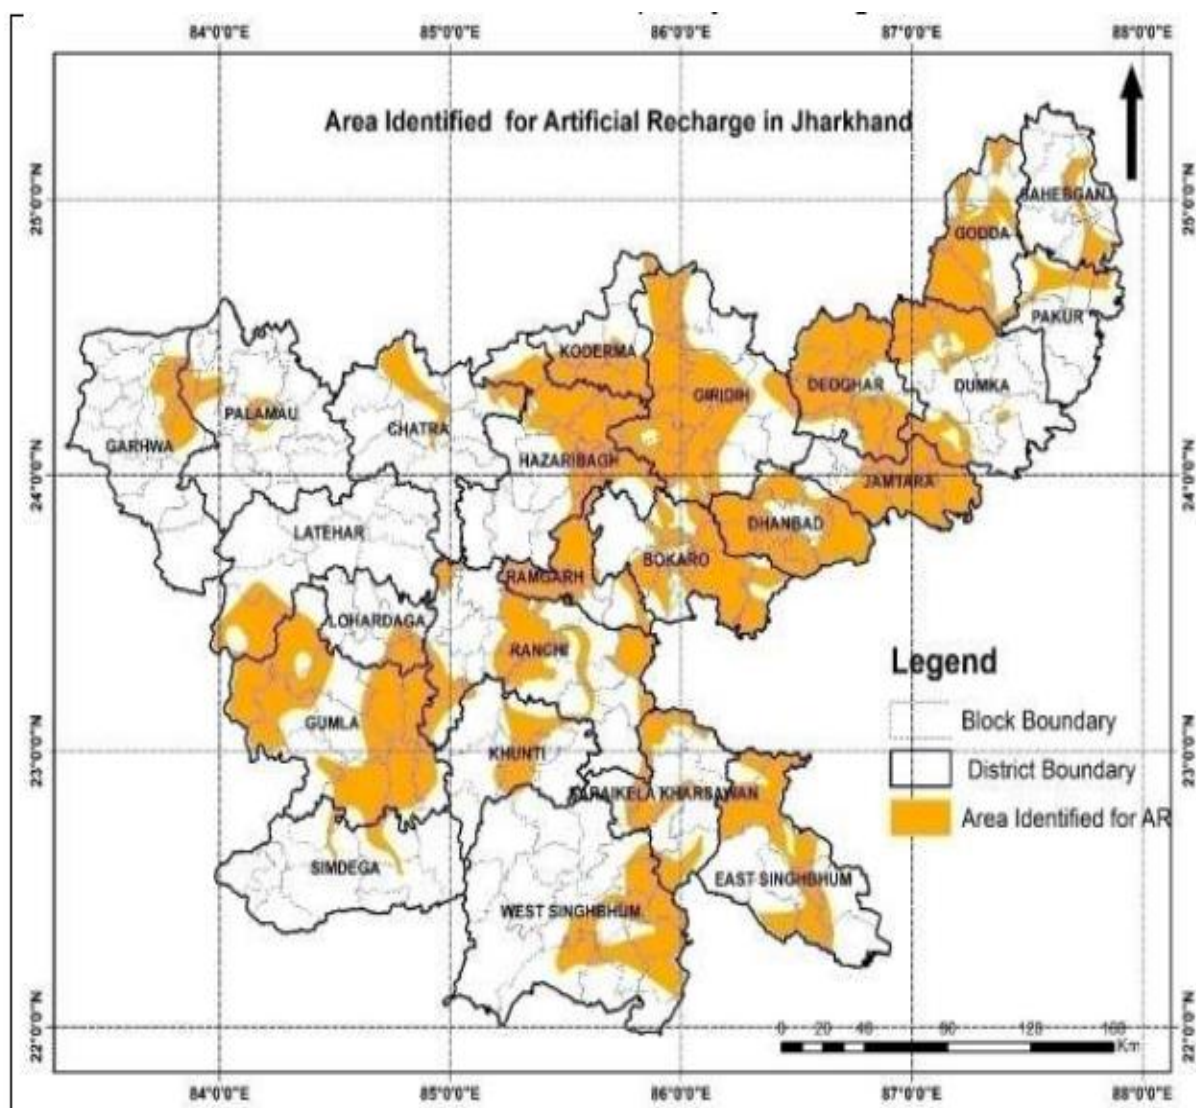 84°0'0"E 85°0'0"E 86°0'0"E 87°0'0"E 88°0'0"E
Area Identified for Artificial Recharge in Jharkhand
25°0'0"N
25°0'0"N
SAHEBGANJ
GODDA
PAKUR
KODERMA
GIRIDIH
DEOGHAR
DUMKA
PALAMAU
CHATRA
GARHWA
HAZARIBAGH
24°0'0"N
24°0'0"N
JAMTARA
LATEHAR
DHANBAD
BOKARO
RAMGARH
LOHARDAGA
RANCHI
Legend
GUMLA
Block Boundary
23°0'0"N
23°0'0"N
KHUNTI
District Boundary
SARAIKELA KHARSAWAN
Area Identified for AR
SIMDEGA
EAST SINGHBHUM
WEST SINGHBHUM
22°0'0"N
22°0'0"N
0 20 40 80 120 160
Km
84°0'0"E 85°0'0"E 86°0'0"E 87°0'0"E 88°0'0"E